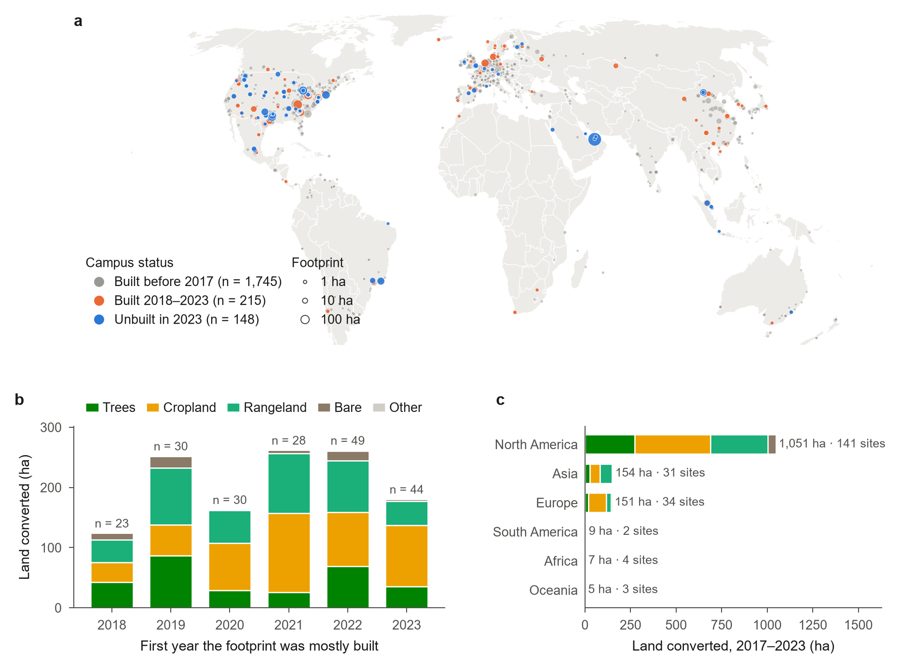 a
Campus status
Built before 2017 (n = 1,745)
Built 2018–2023 (n = 215)
Unbuilt in 2023 (n = 148)
Footprint
1 ha
10 ha
100 ha
b
Trees Cropland Rangeland Bare Other
Land converted (ha)
300
200
100
0
n = 23
n = 30
n = 30
n = 28
n = 49
n = 44
2018 2019 2020 2021 2022 2023
First year the footprint was mostly built
c
North America 1,051 ha · 141 sites
Asia 154 ha · 31 sites
Europe 151 ha · 34 sites
South America 9 ha · 2 sites
Africa 7 ha · 4 sites
Oceania 5 ha · 3 sites
0 250 500 750 1000 1250 1500
Land converted, 2017–2023 (ha)